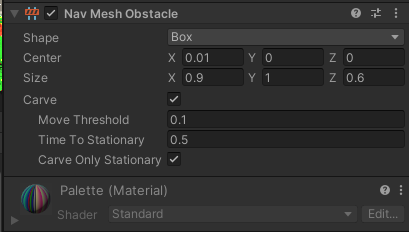 Nav Mesh Obstacle
Shape Box
Center X 0.01 Y 0 Z 0
Size X 0.9 Y 1 Z 0.6
Carve
Move Threshold 0.1
Time To Stationary 0.5
Carve Only Stationary
Palette (Material)
Shader Standard Edit...